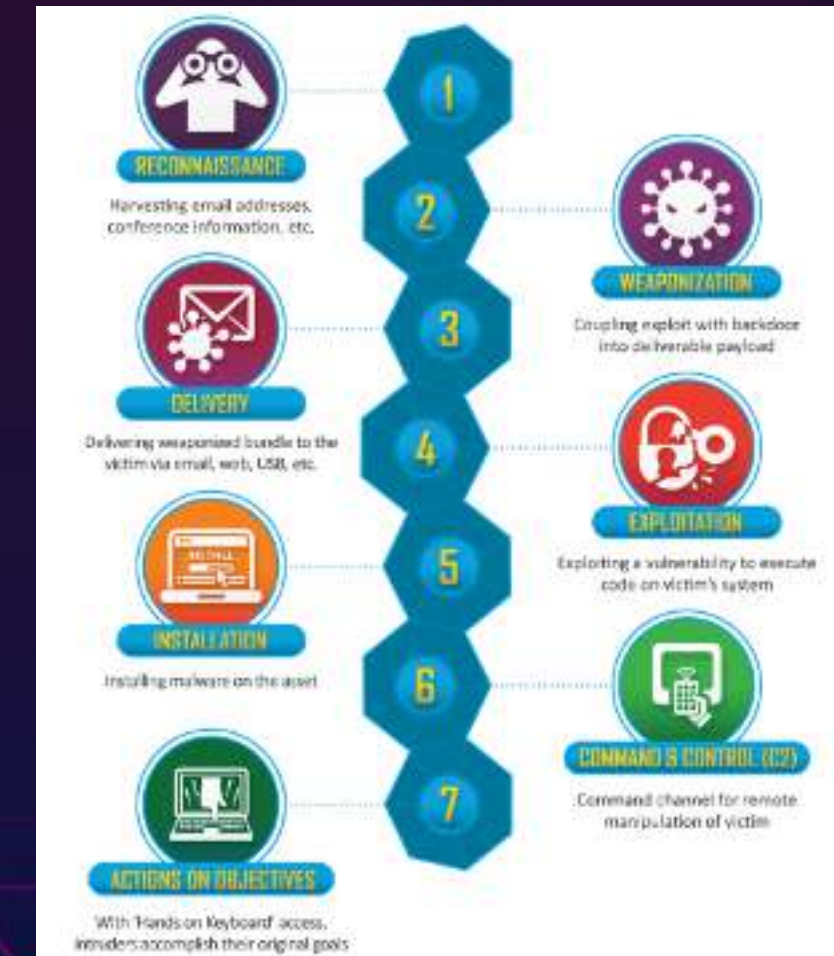 1
RECONNAISSANCE
Harvesting email addresses,
conference information, etc.
2
WEAPONIZATION
Coupling exploit with backdoor
into deliverable payload
3
DELIVERY
Delivering weaponized bundle to the
victim via email, web, USB, etc.
4
EXPLOITATION
Exploiting a vulnerability to execute
code on victim's system
5
INSTALL
INSTALLATION
Installing malware on the asset
6
COMMAND & CONTROL (C2)
Command channel for remote
manipulation of victim
7
ACTIONS ON OBJECTIVES
With 'Hands on Keyboard' access,
intruders accomplish their original goals